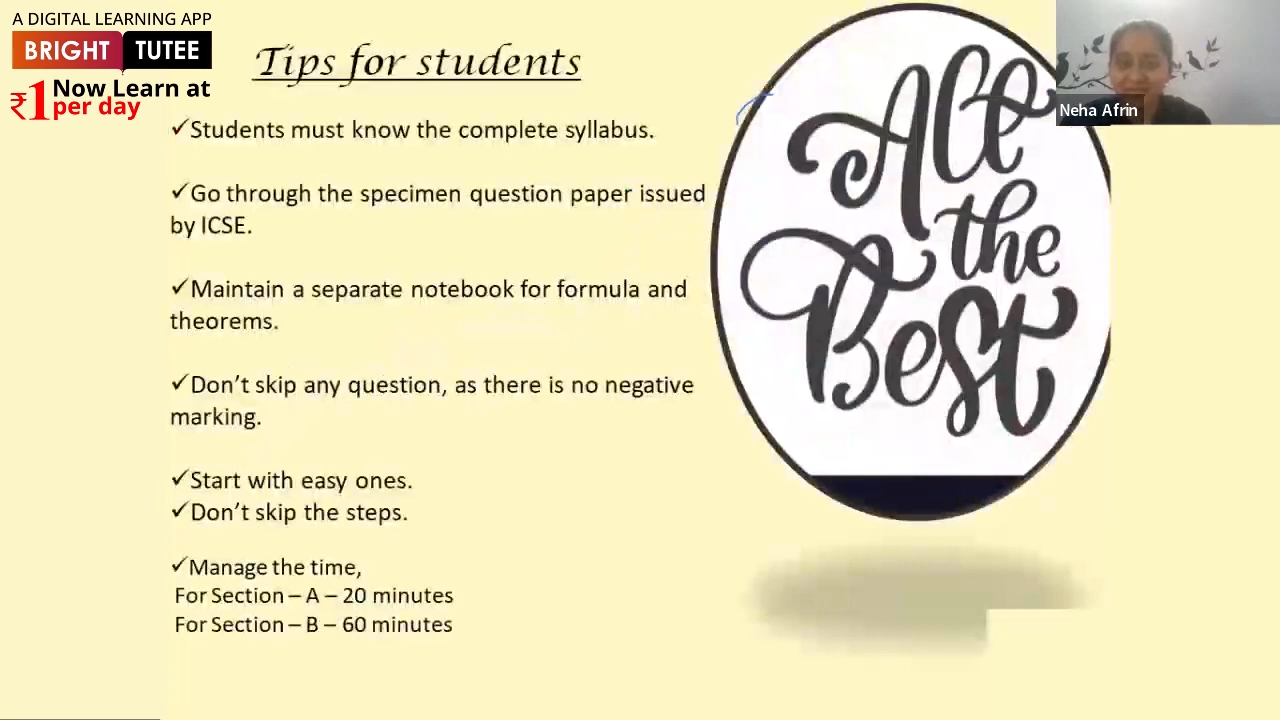 A DIGITAL LEARNING APP
BRIGHT TUTEE
₹1 Now Learn at
per day
Tips for students
✓Students must know the complete syllabus.
✓Go through the specimen question paper issued
by ICSE.
✓Maintain a separate notebook for formula and
theorems.
✓Don’t skip any question, as there is no negative
marking.
✓Start with easy ones.
✓Don’t skip the steps.
✓Manage the time,
For Section – A – 20 minutes
For Section – B – 60 minutes
All
the
Best
Neha Afrin